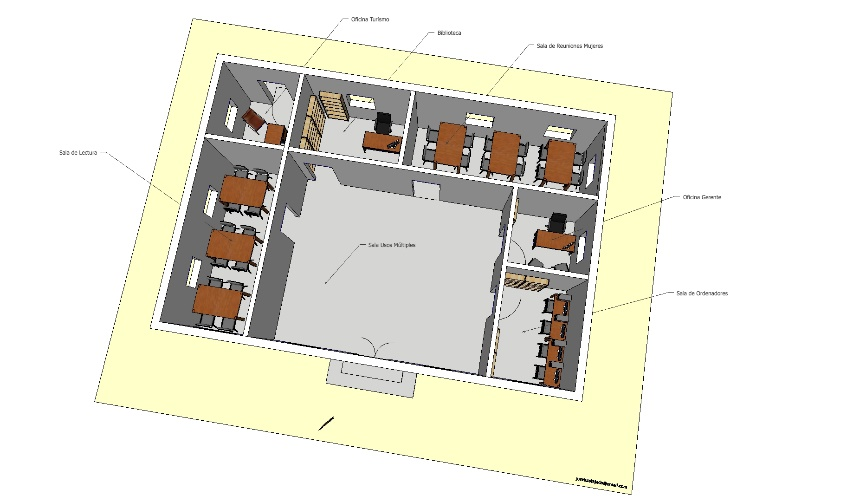 Oficina Turismo
Biblioteca
Sala de Reuniones Mujeres
Sala de Lectura
Oficina Gerente
Sala Usos Múltiples
Sala de Ordenadores